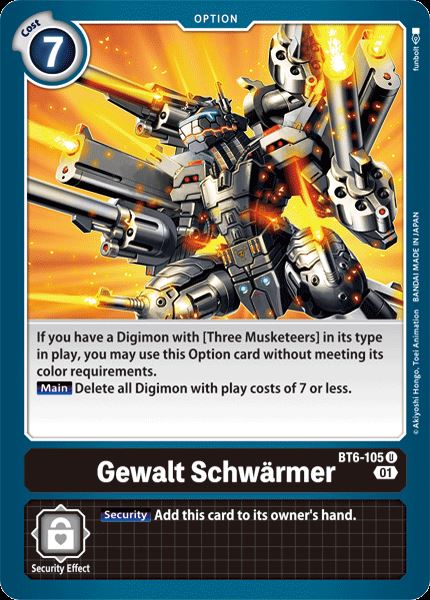 OPTION
Cost
7
funbolt
If you have a Digimon with [Three Musketeers] in its type
in play, you may use this Option card without meeting its
color requirements.
Main Delete all Digimon with play costs of 7 or less.
©Akiyoshi Hongo, Toei Animation BANDAI MADE IN JAPAN
BT6-105 U
Gewalt Schwärmer
01
Security Add this card to its owner's hand.
Security Effect